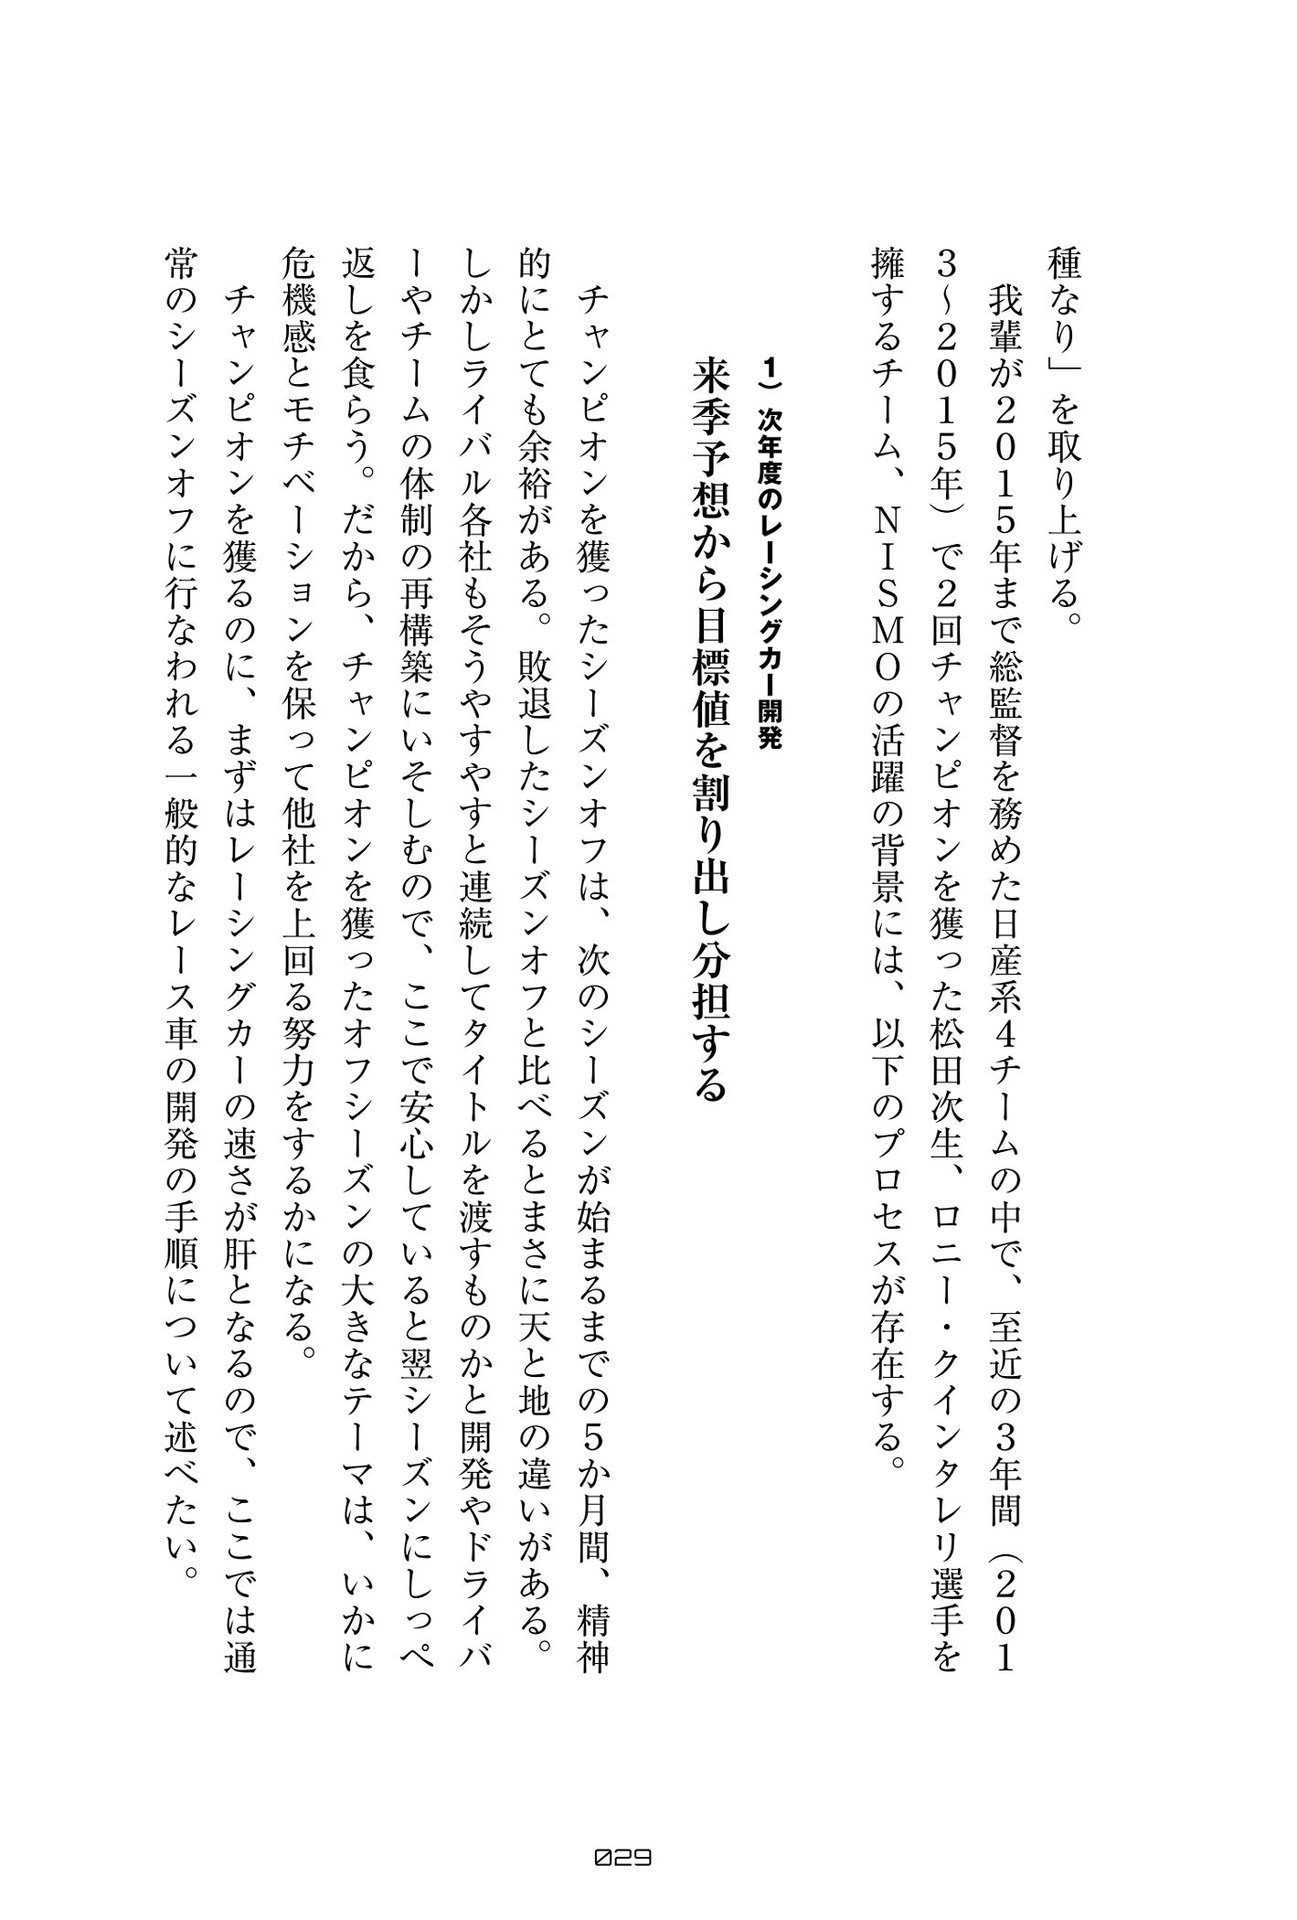 種なり」を取り上げる。
　我輩が２０１５年まで総監督を務めた日産系４チームの中で、至近の３年間（２０１
３～２０１５年）で２回チャンピオンを獲った松田次生、ロニー・クインタレリ選手を
擁するチーム、ＮＩＳＭＯの活躍の背景には、以下のプロセスが存在する。
1）次年度のレーシングカー開発
来季予想から目標値を割り出し分担する
　チャンピオンを獲ったシーズンオフは、次のシーズンが始まるまでの５か月間、精神
的にとても余裕がある。敗退したシーズンオフと比べるとまさに天と地の違いがある。
しかしライバル各社もそうやすやすと連続してタイトルを渡すものかと開発やドライバ
ーやチームの体制の再構築にいそしむので、ここで安心していると翌シーズンにしっぺ
返しを食らう。だから、チャンピオンを獲ったオフシーズンの大きなテーマは、いかに
危機感とモチベーションを保って他社を上回る努力をするかになる。
　チャンピオンを獲るのに、まずはレーシングカーの速さが肝となるので、ここでは通
常のシーズンオフに行なわれる一般的なレース車の開発の手順について述べたい。
029